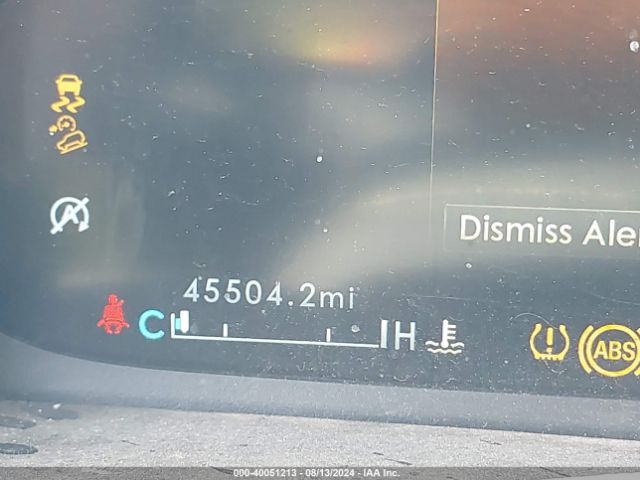 A
Dismiss Ale
45504.2mi
C H
! ABS
000-40051213 - 08/13/2024 - IAA Inc.